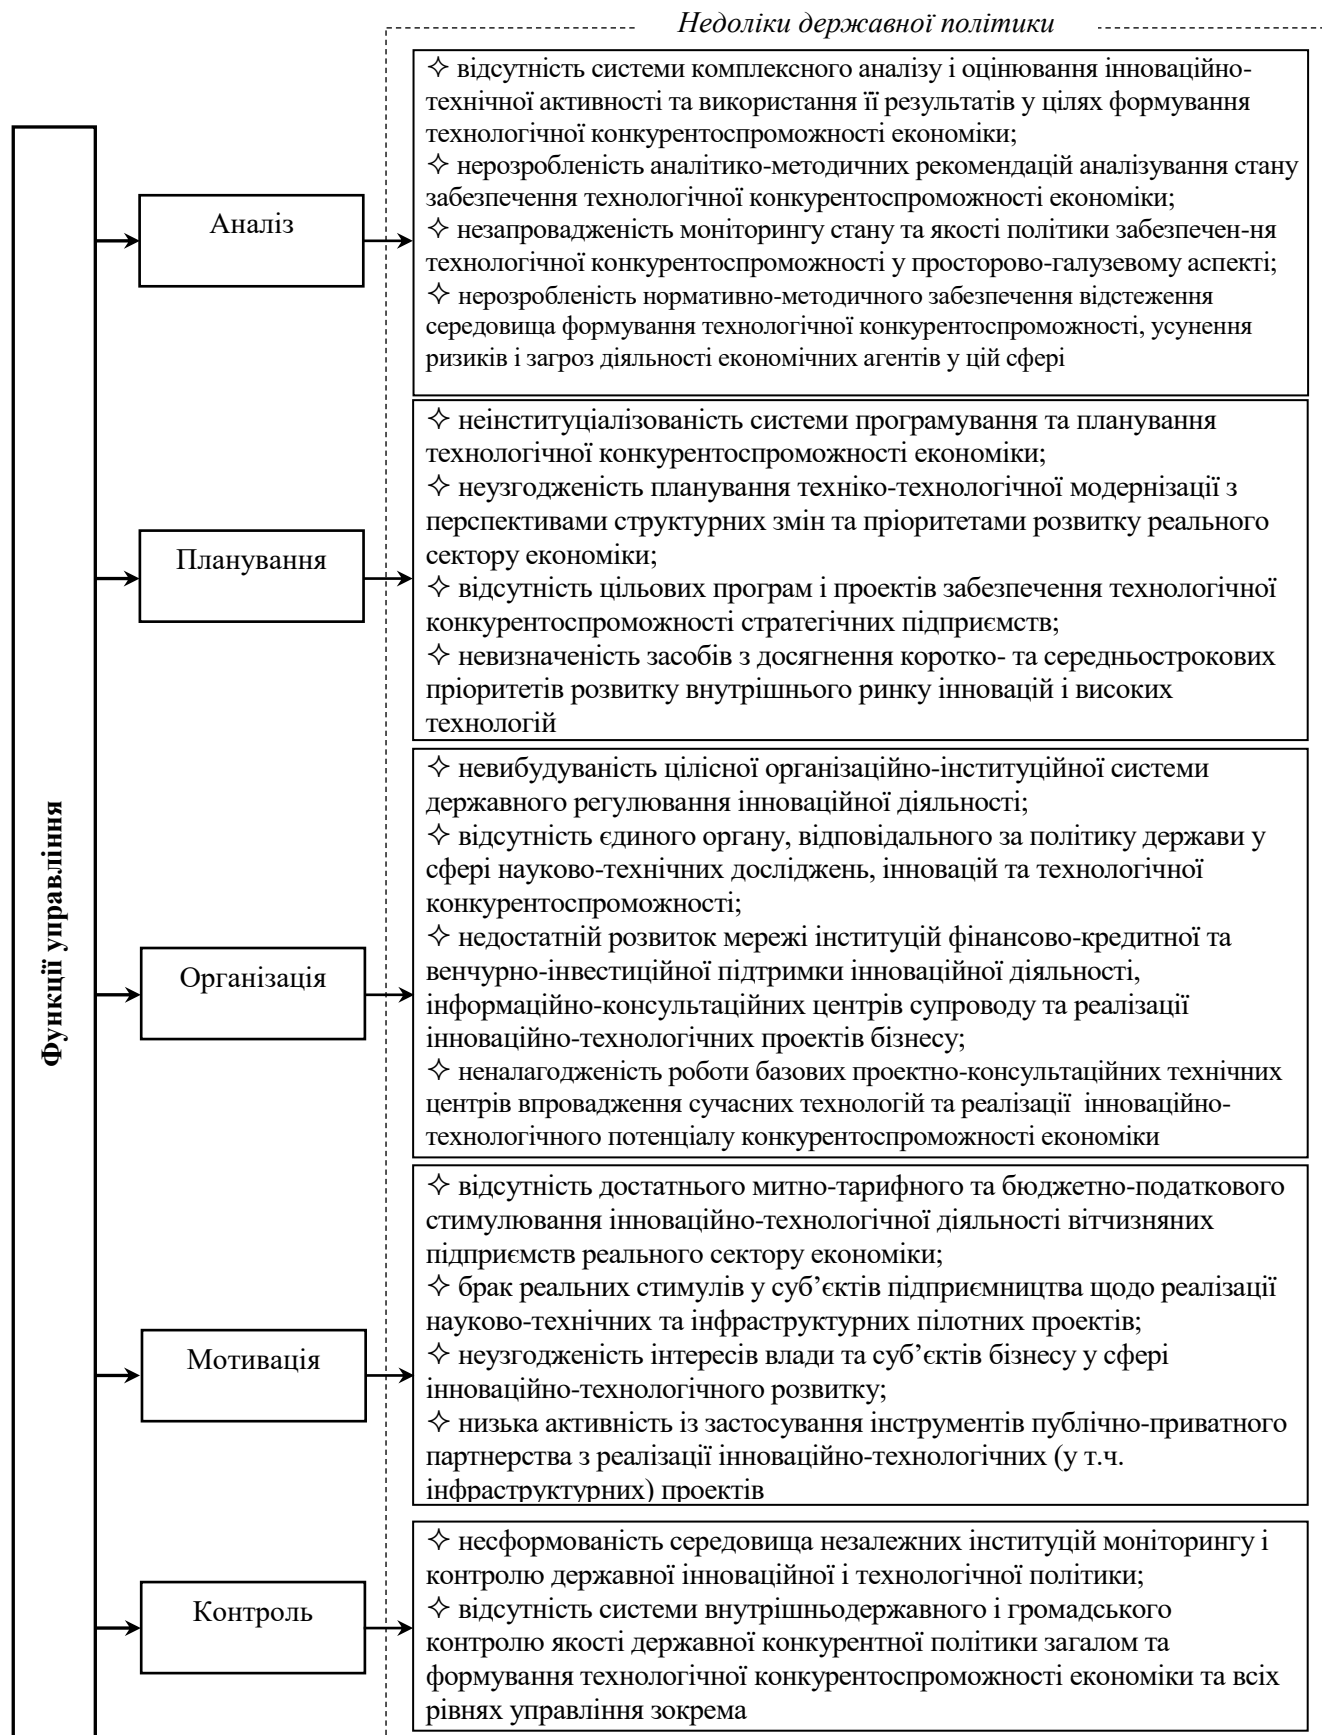 Недоліки державної політики
Функції управління
Аналіз
✧ відсутність системи комплексного аналізу і оцінювання інноваційно-
технічної активності та використання її результатів у цілях формування
технологічної конкурентоспроможності економіки;
✧ нерозробленість аналітико-методичних рекомендацій аналізування стану
забезпечення технологічної конкурентоспроможності економіки;
✧ незапровадженість моніторингу стану та якості політики забезпечен-ня
технологічної конкурентоспроможності у просторово-галузевому аспекті;
✧ нерозробленість нормативно-методичного забезпечення відстеження
середовища формування технологічної конкурентоспроможності, усунення
ризиків і загроз діяльності економічних агентів у цій сфері
Планування
✧ неінституціалізованість системи програмування та планування
технологічної конкурентоспроможності економіки;
✧ неузгодженість планування техніко-технологічної модернізації з
перспективами структурних змін та пріоритетами розвитку реального
сектору економіки;
✧ відсутність цільових програм і проектів забезпечення технологічної
конкурентоспроможності стратегічних підприємств;
✧ невизначеність засобів з досягнення коротко- та середньострокових
пріоритетів розвитку внутрішнього ринку інновацій і високих
технологій
Організація
✧ невибудуваність цілісної організаційно-інституційної системи
державного регулювання інноваційної діяльності;
✧ відсутність єдиного органу, відповідального за політику держави у
сфері науково-технічних досліджень, інновацій та технологічної
конкурентоспроможності;
✧ недостатній розвиток мережі інституцій фінансово-кредитної та
венчурно-інвестиційної підтримки інноваційної діяльності,
інформаційно-консультаційних центрів супроводу та реалізації
інноваційно-технологічних проектів бізнесу;
✧ неналагодженість роботи базових проектно-консультаційних технічних
центрів впровадження сучасних технологій та реалізації інноваційно-
технологічного потенціалу конкурентоспроможності економіки
Мотивація
✧ відсутність достатнього митно-тарифного та бюджетно-податкового
стимулювання інноваційно-технологічної діяльності вітчизняних
підприємств реального сектору економіки;
✧ брак реальних стимулів у суб’єктів підприємництва щодо реалізації
науково-технічних та інфраструктурних пілотних проектів;
✧ неузгодженість інтересів влади та суб’єктів бізнесу у сфері
інноваційно-технологічного розвитку;
✧ низька активність із застосування інструментів публічно-приватного
партнерства з реалізації інноваційно-технологічних (у т.ч.
інфраструктурних) проектів
Контроль
✧ несформованість середовища незалежних інституцій моніторингу і
контролю державної інноваційної і технологічної політики;
✧ відсутність системи внутрішньодержавного і громадського
контролю якості державної конкурентної політики загалом та
формування технологічної конкурентоспроможності економіки та всіх
рівнях управління зокрема